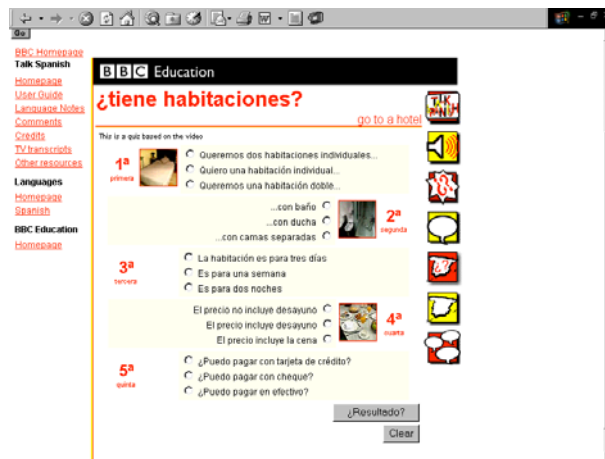 Go
BBC Homepage
Talk Spanish
Homepage
User Guide
Language Notes
Comments
Credits
TV transcripts
Other resources
Languages
Homepage
Spanish
BBC Education
Homepage
BBC Education
¿tiene habitaciones?
go to a hotel
This is a quiz based on the video
1ª
primera
Queremos dos habitaciones individuales...
Quiero una habitación individual...
Queremos una habitación doble...
...con baño
...con ducha
...con camas separadas
2ª
segunda
3ª
tercera
La habitación es para tres días
Es para una semana
Es para dos noches
El precio no incluye desayuno
El precio incluye desayuno
El precio incluye la cena
4ª
cuarta
5ª
quinta
¿Puedo pagar con tarjeta de crédito?
¿Puedo pagar con cheque?
¿Puedo pagar en efectivo?
¿Resultado?
Clear